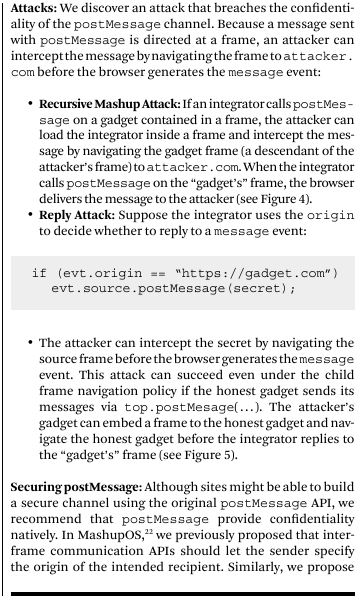 Attacks: We discover an attack that breaches the confidenti-
ality of the postMessage channel. Because a message sent
with postMessage is directed at a frame, an attacker can
intercept the message by navigating the frame to attacker.
com before the browser generates the message event:
• Recursive Mashup Attack: If an integrator calls postMes-
sage on a gadget contained in a frame, the attacker can
load the integrator inside a frame and intercept the mes-
sage by navigating the gadget frame (a descendant of the
attacker's frame) to attacker.com. When the integrator
calls postMessage on the “gadget's” frame, the browser
delivers the message to the attacker (see Figure 4).
• Reply Attack: Suppose the integrator uses the origin
to decide whether to reply to a message event:
if (evt.origin == “https://gadget.com”)
evt.source.postMessage(secret);
• The attacker can intercept the secret by navigating the
source frame before the browser generates the message
event. This attack can succeed even under the child
frame navigation policy if the honest gadget sends its
messages via top.postMesage(...). The attacker's
gadget can embed a frame to the honest gadget and nav-
igate the honest gadget before the integrator replies to
the “gadget's” frame (see Figure 5).
Securing postMessage: Although sites might be able to build
a secure channel using the original postMessage API, we
recommend that postMessage provide confidentiality
natively. In MashupOS,²² we previously proposed that inter-
frame communication APIs should let the sender specify
the origin of the intended recipient. Similarly, we propose